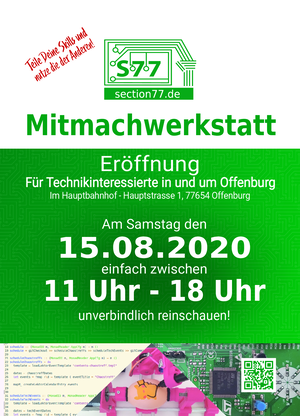 Teile Deine Skills und
nutze die der Anderen!
S77
section77.de
Mitmachwerkstatt
Eröffnung
Für Technikinteressierte in und um Offenburg
Im Hauptbahnhof - Hauptstrasse 1, 77654 Offenburg
Am Samstag den
15.08.2020
einfach zwischen
11 Uhr - 18 Uhr
unverbindlich reinschauen!